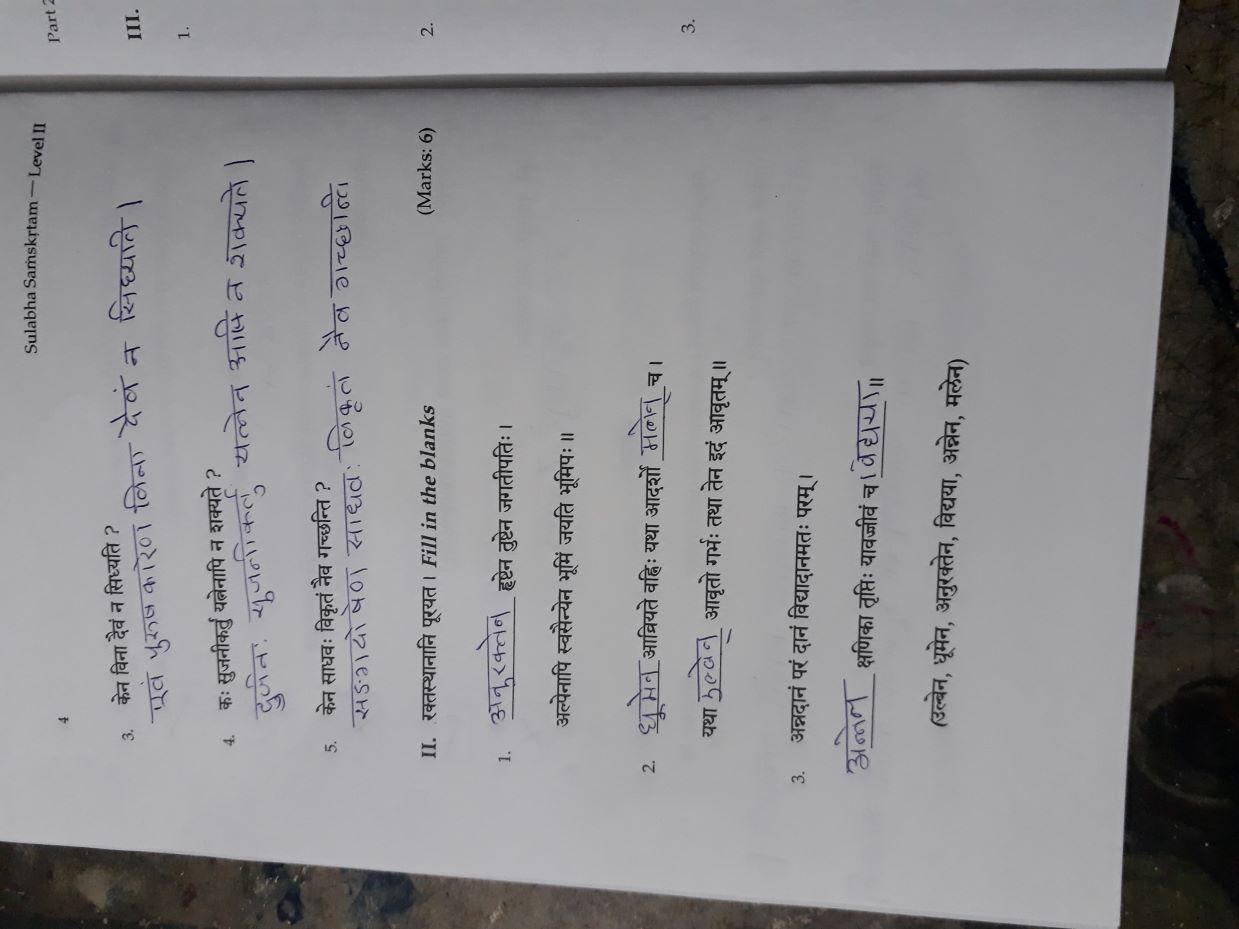 Sulabha Saṁskṛtam — Level II
4
3. केन विना दैवं न सिध्यति ?
एवं पुरुषकारेण विना दैवं न सिध्यति ।
4. कः सुजनीकर्तुं यत्नेनापि न शक्यते ?
दुर्जनः सुजनीकर्तुं यत्नेन अपि न शक्यते ।
5. केन साधवः विकृतं नैव गच्छन्ति ?
सङ्गदोषेण साधवः विकृतं नैव गच्छन्ति
II. रक्तस्थानानि पूरयत । Fill in the blanks (Marks: 6)
1. अनुरक्तेन हृष्टेन तुष्टेन जगतीपतिः ।
अल्पेनापि स्वसैन्येन भूमिं जयति भूमिपः ॥
2. धूमेन आव्रियते वह्निः यथा आदर्शो मलेन च ।
यथा उल्बेन आवृतो गर्भः तथा तेन इदं आवृतम् ॥
3. अन्नदानं परं दानं विद्यादानमतः परम् ।
अन्नेन क्षणिका तृप्तिः यावज्जीवं च विद्यया ॥
(उल्बेन, धूमेन, अनुरक्तेन, विद्यया, अन्नेन, मलेन)
Part 2
III.
1.
2.
3.